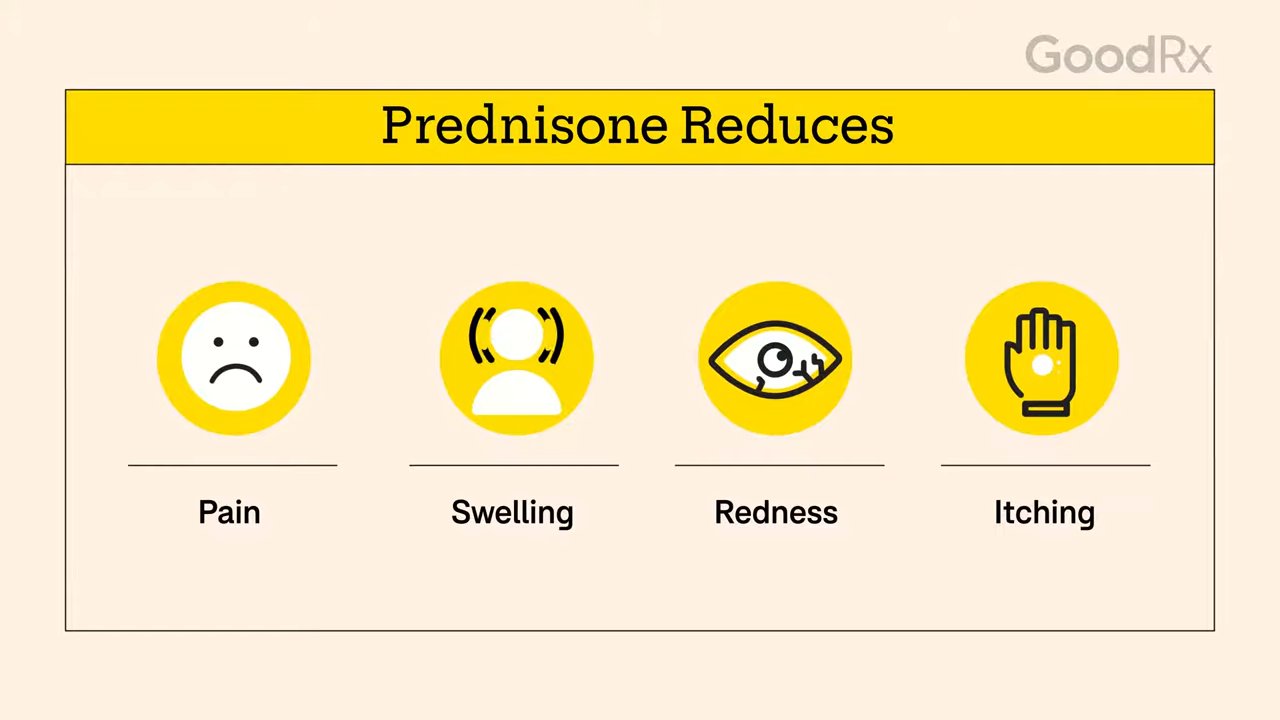 GoodRx
Prednisone Reduces
Pain
Swelling
Redness
Itching